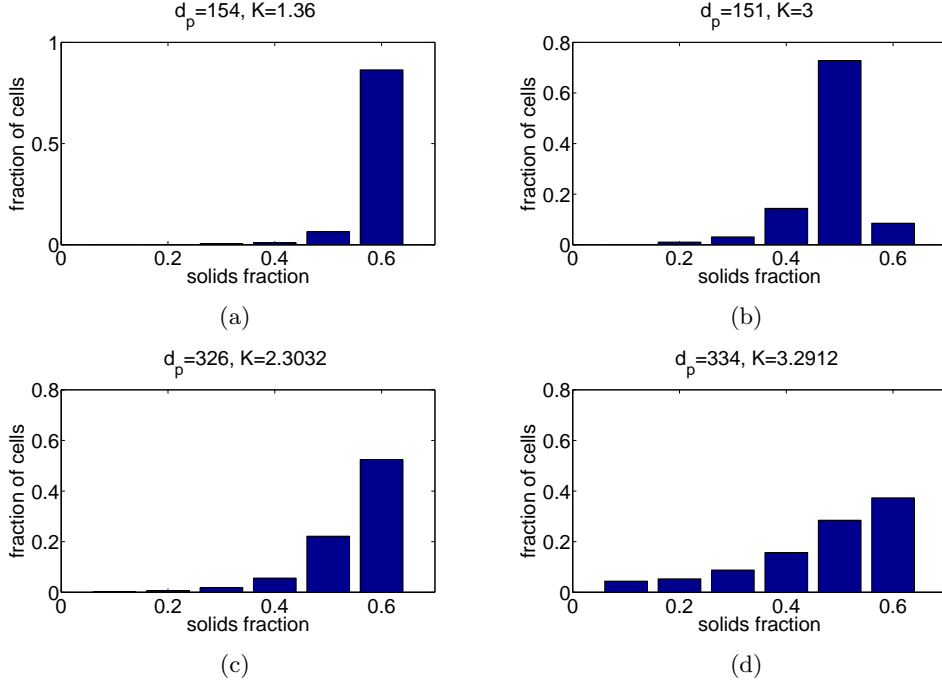 d_p=154, K=1.36
fraction of cells
1
0.5
0
0 0.2 0.4 0.6
solids fraction
(a)
d_p=151, K=3
fraction of cells
0.8
0.6
0.4
0.2
0
0 0.2 0.4 0.6
solids fraction
(b)
d_p=326, K=2.3032
fraction of cells
0.8
0.6
0.4
0.2
0
0 0.2 0.4 0.6
solids fraction
(c)
d_p=334, K=3.2912
fraction of cells
0.8
0.6
0.4
0.2
0
0 0.2 0.4 0.6
solids fraction
(d)